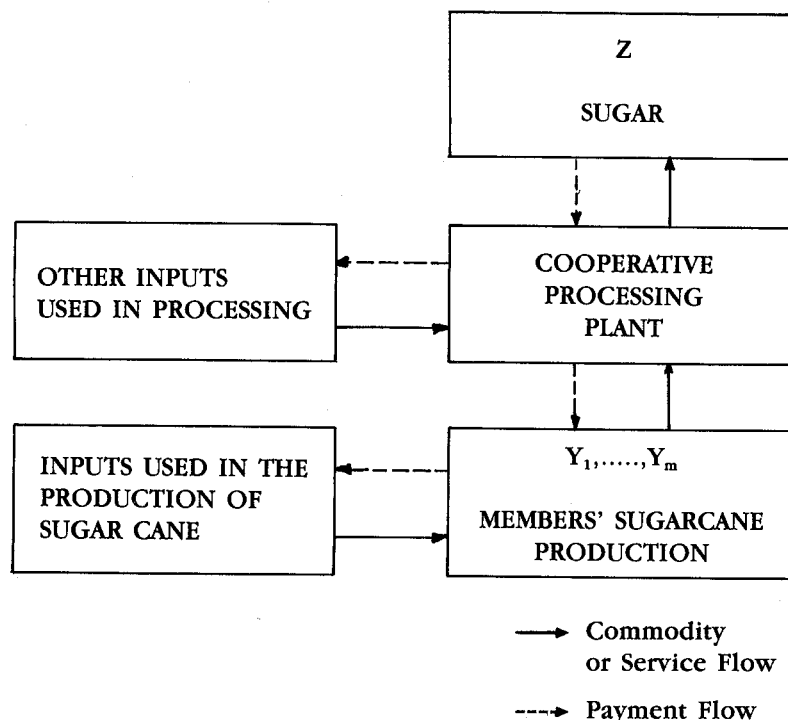 Z
SUGAR
OTHER INPUTS
USED IN PROCESSING
COOPERATIVE
PROCESSING
PLANT
INPUTS USED IN THE
PRODUCTION OF
SUGAR CANE
Y₁,.....,Yₘ
MEMBERS' SUGARCANE
PRODUCTION
Commodity
or Service Flow
Payment Flow